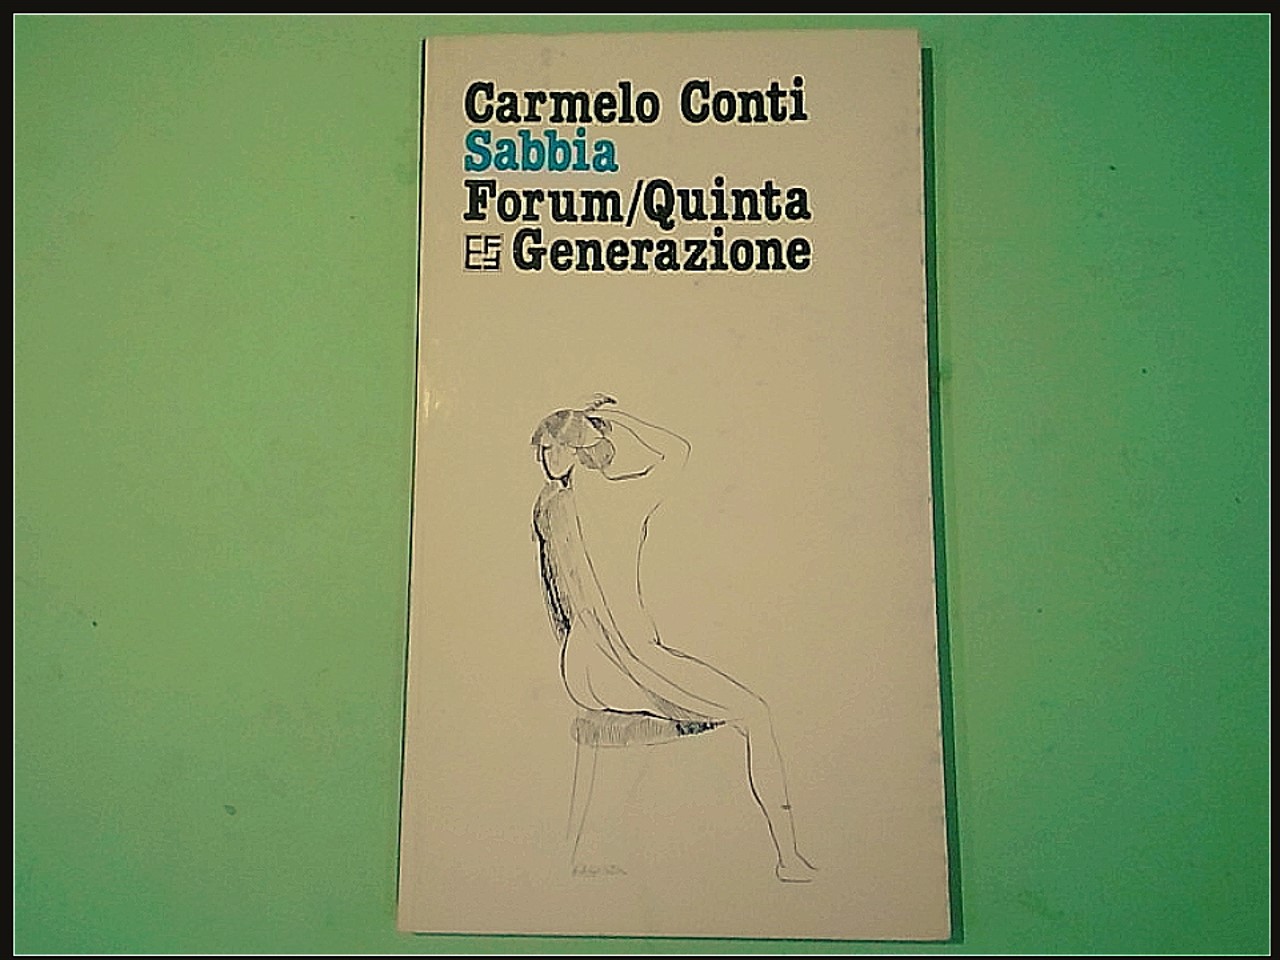 Carmelo Conti
Sabbia
Forum/Quinta
Generazione